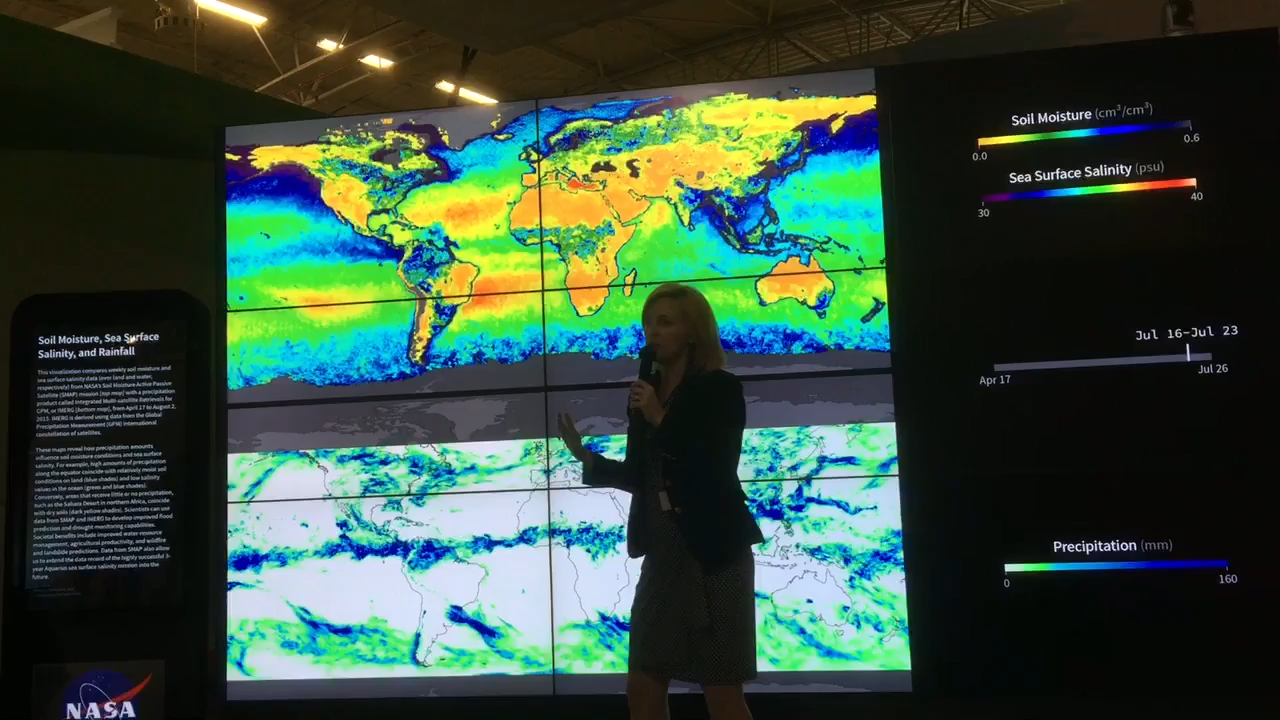 Soil Moisture, Sea Surface
Salinity, and Rainfall
This visualization compares weekly soil moisture and
sea surface salinity data (over land and water,
respectively) from NASA's Soil Moisture Active Passive
Satellite (SMAP) mission [top map] with a precipitation
product called Integrated Multi-satellite Retrievals for
GPM, or IMERG [bottom map], from April 17 to August 2,
2015. IMERG is derived using data from the Global
Precipitation Measurement (GPM) international
constellation of satellites.
These maps reveal how precipitation amounts
influence soil moisture conditions and sea surface
salinity. For example, high amounts of precipitation
along the equator coincide with relatively moist soil
conditions on land (blue shades) and low salinity
values in the ocean (green and blue shades).
Conversely, areas that receive little or no precipitation,
such as the Sahara Desert in northern Africa, coincide
with dry soils (dark yellow shades). Scientists can use
data from SMAP and IMERG to develop improved flood
prediction and drought monitoring capabilities.
Societal benefits include improved water-resource
management, agricultural productivity, and wildfire
and landslide predictions. Data from SMAP also allow
us to extend the data record of the highly successful 3-
year Aquarius sea surface salinity mission into the
future.
NASA
Soil Moisture (cm³/cm³)
0.0 0.6
Sea Surface Salinity (psu)
30 40
Jul 16-Jul 23
Apr 17 Jul 26
Precipitation (mm)
0 160